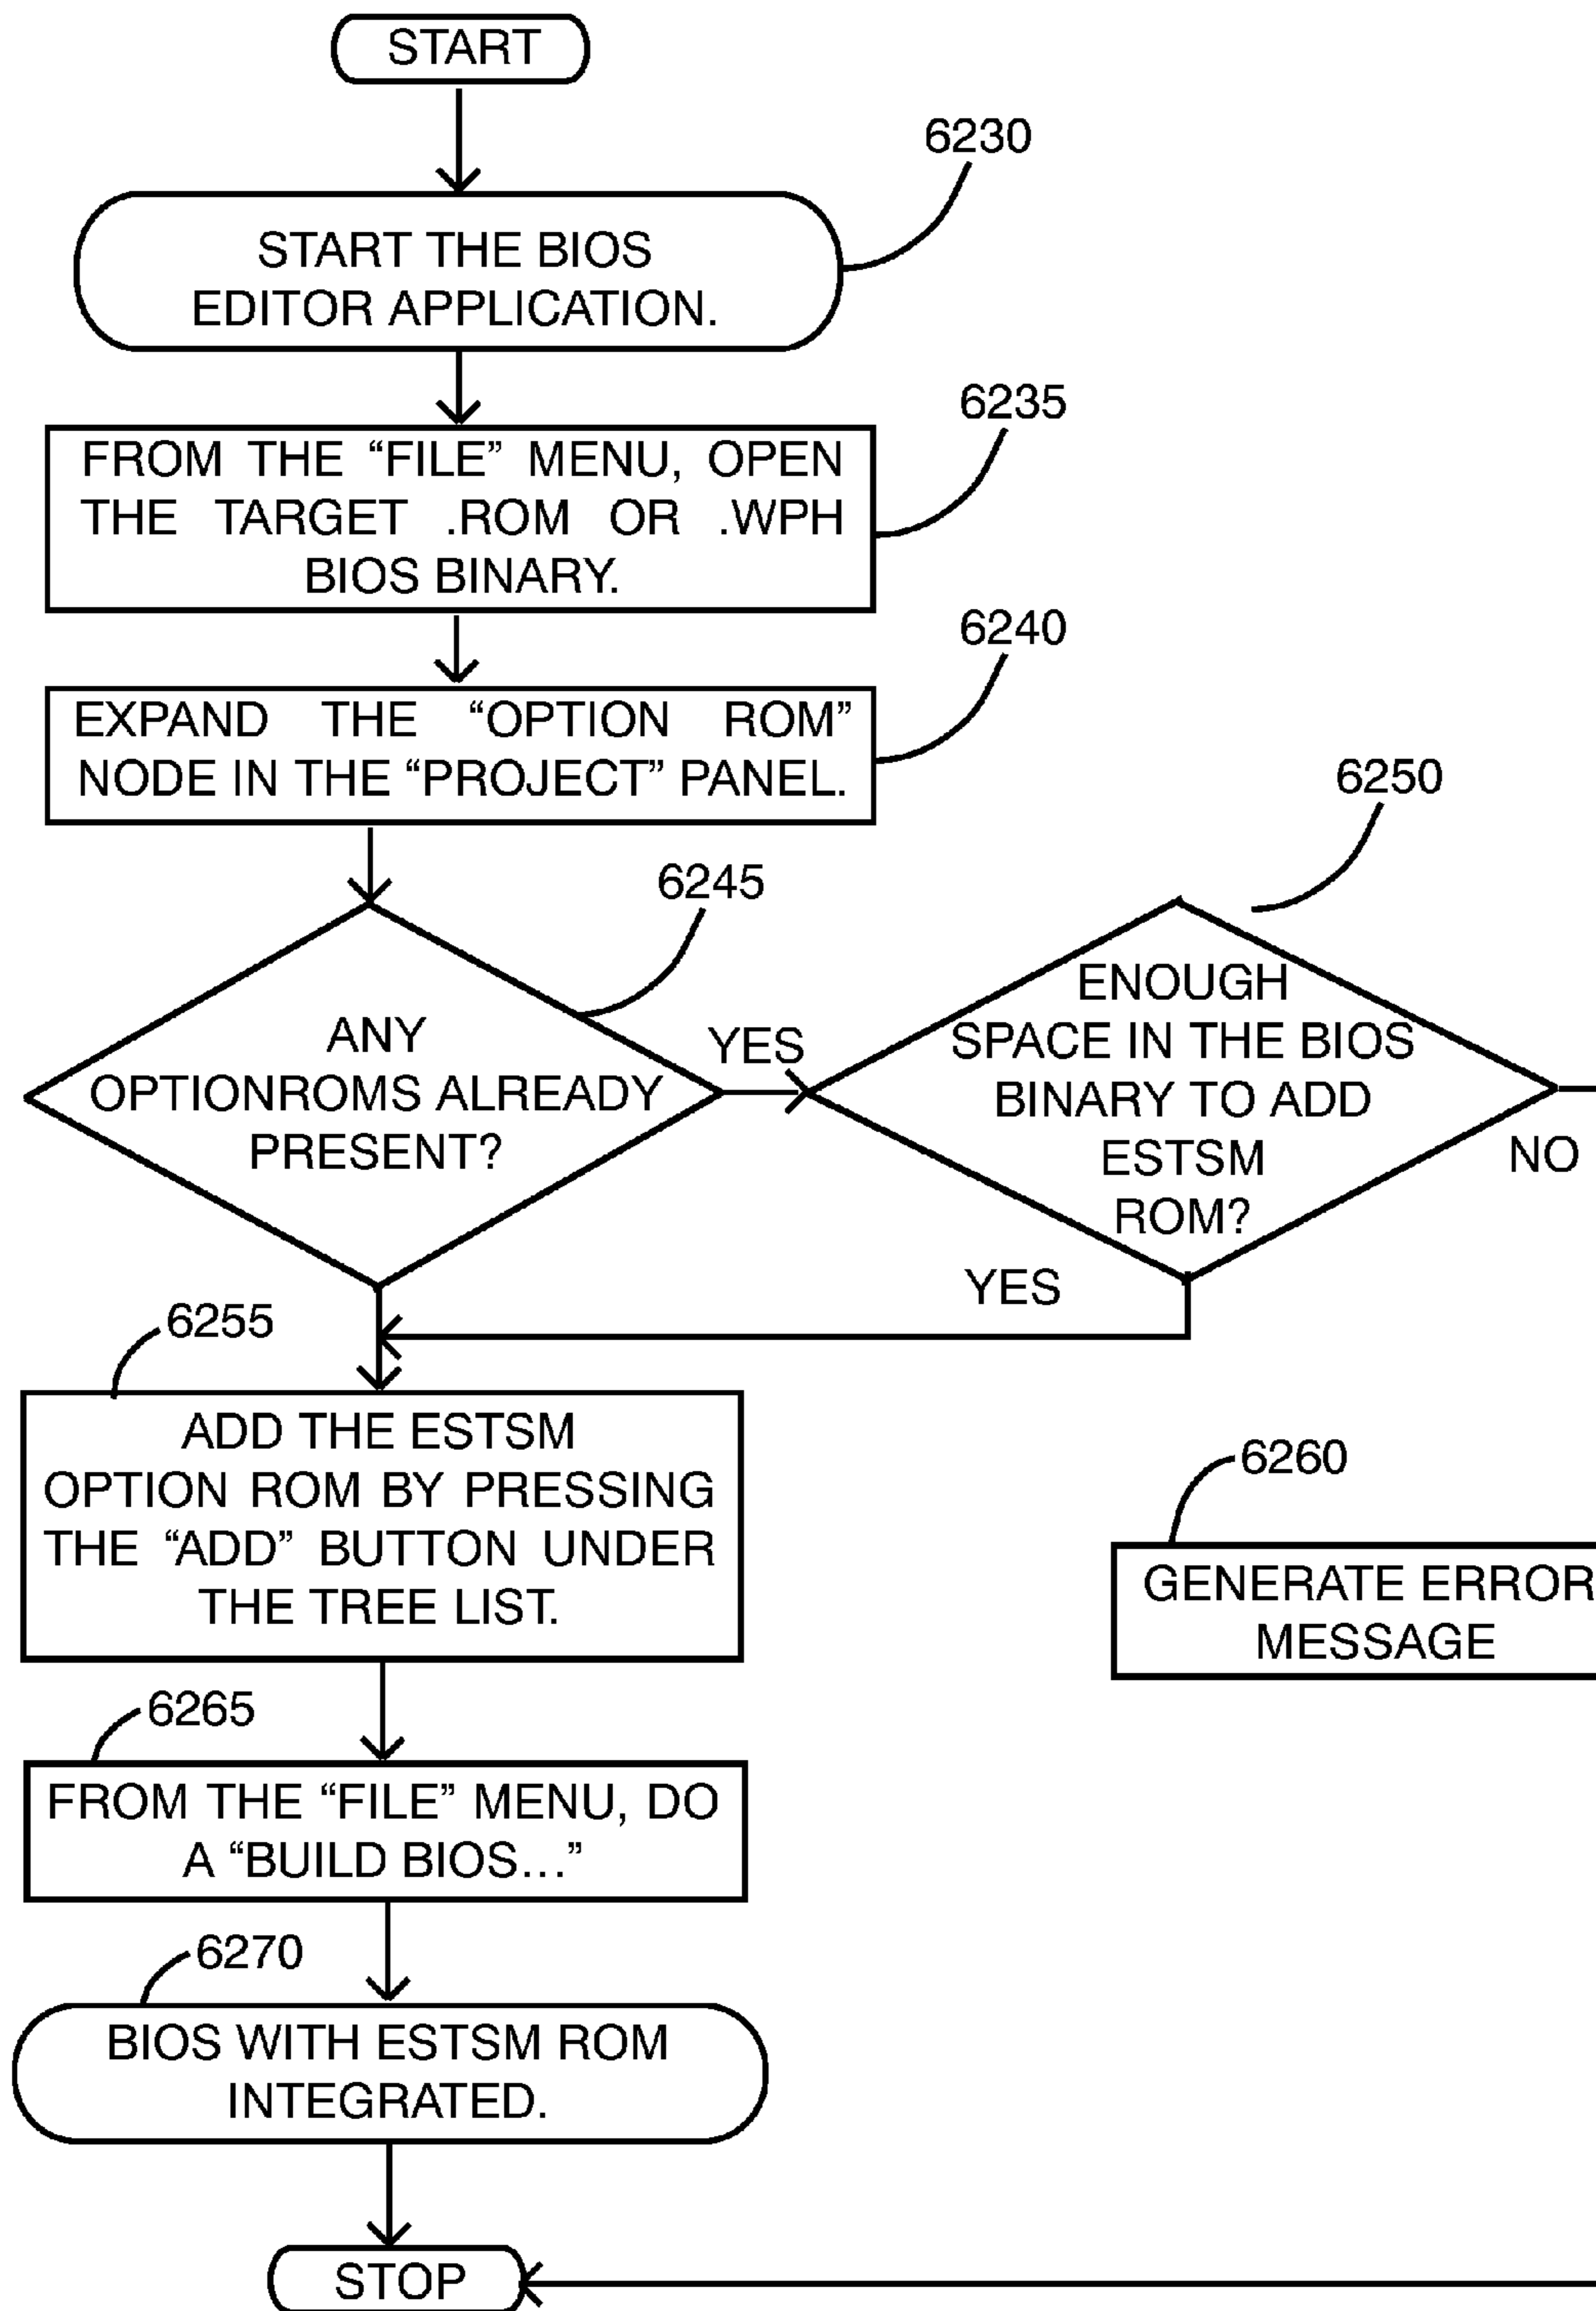 START
6230
START THE BIOS
EDITOR APPLICATION.
6235
FROM THE “FILE” MENU, OPEN
THE TARGET .ROM OR .WPH
BIOS BINARY.
6240
EXPAND THE “OPTION ROM”
NODE IN THE “PROJECT” PANEL.
6245
ANY
OPTIONROMS ALREADY
PRESENT?
YES
6250
ENOUGH
SPACE IN THE BIOS
BINARY TO ADD
ESTSM
ROM?
NO
YES
6255
ADD THE ESTSM
OPTION ROM BY PRESSING
THE “ADD” BUTTON UNDER
THE TREE LIST.
6260
GENERATE ERROR
MESSAGE
6265
FROM THE “FILE” MENU, DO
A “BUILD BIOS...”
6270
BIOS WITH ESTSM ROM
INTEGRATED.
STOP